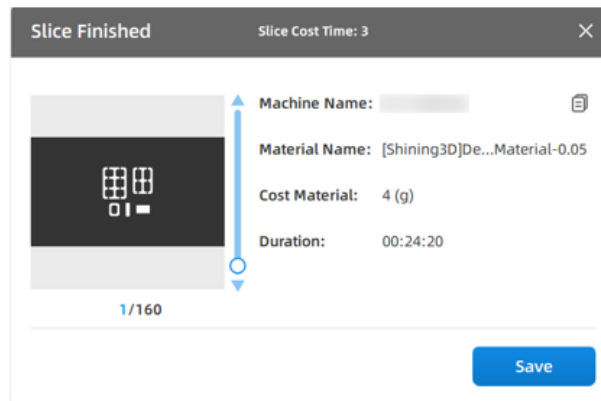 Slice Finished
Slice Cost Time: 3
Machine Name:
Material Name: [Shining3D]De...Material-0.05
Cost Material: 4 (g)
Duration: 00:24:20
1/160
Save